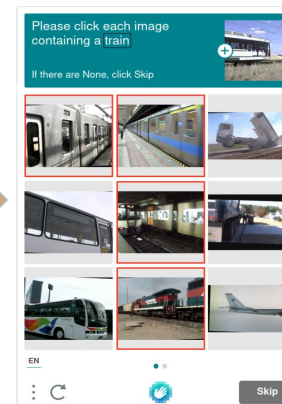 Please click each image
containing a train
If there are None, click Skip
EN
Skip